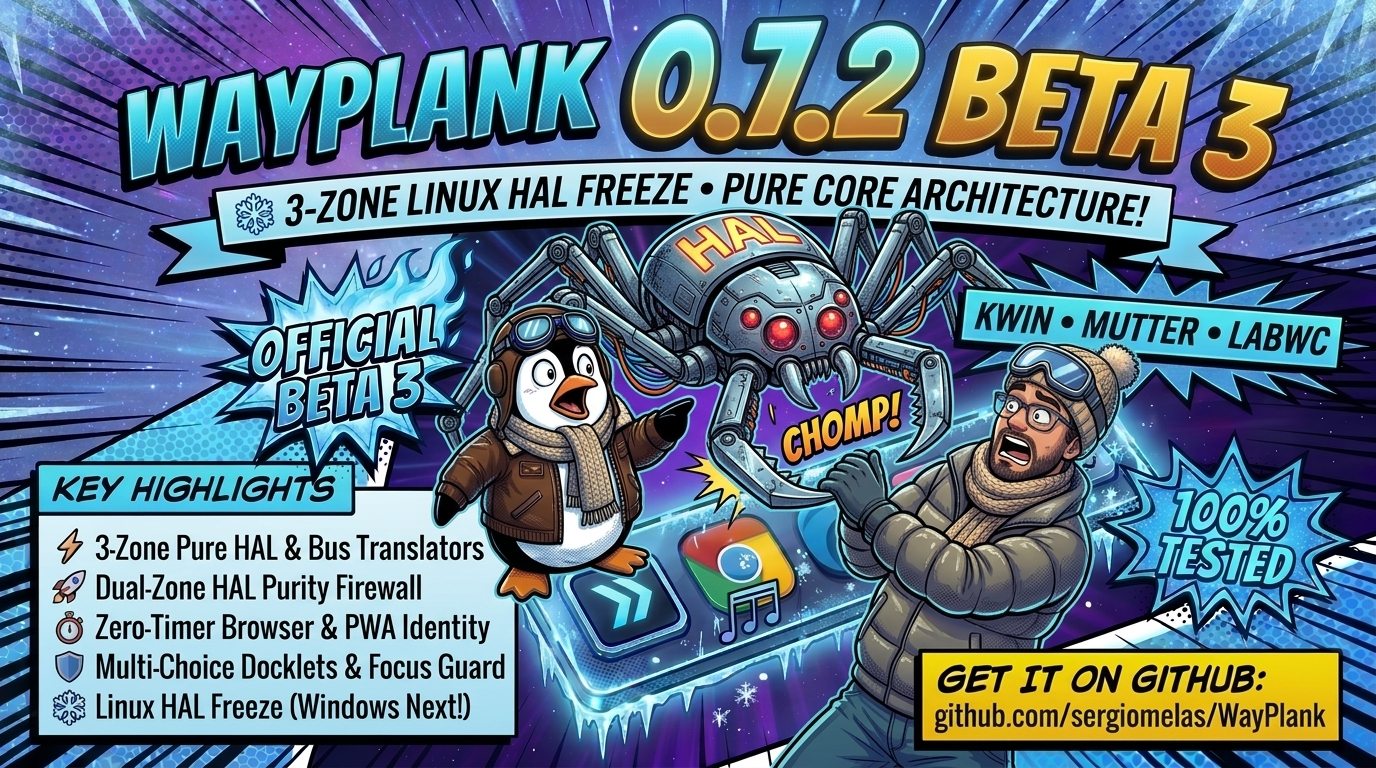 WAYPLANK 0.7.2 BETA 3
3-ZONE LINUX HAL FREEZE • PURE CORE ARCHITECTURE!
HAL
OFFICIAL
BETA 3
KWIN • MUTTER • LABWC
CHOMP!
100%
TESTED
KEY HIGHLIGHTS
3-Zone Pure HAL & Bus Translators
Dual-Zone HAL Purity Firewall
Zero-Timer Browser & PWA Identity
Multi-Choice Docklets & Focus Guard
Linux HAL Freeze (Windows Next!)
GET IT ON GITHUB:
github.com/sergiomelas/WayPlank